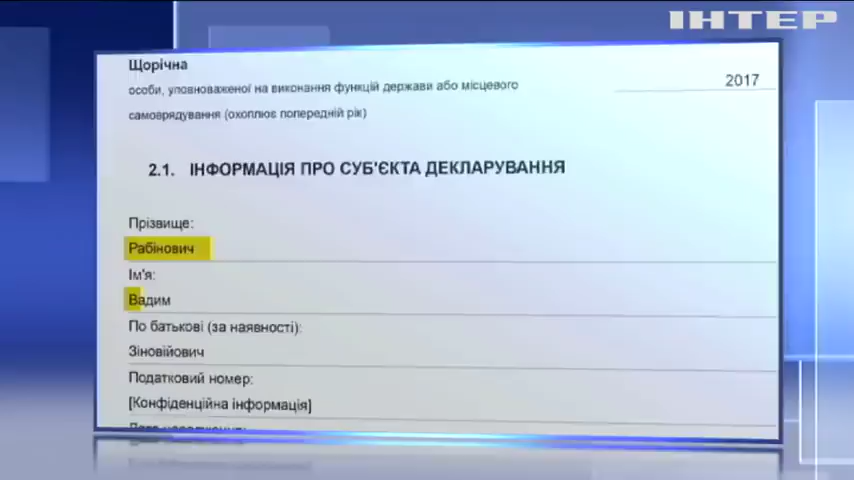 ІНТЕР
Щорічна
особи, уповноваженої на виконання функцій держави або місцевого
2017
самоврядування (охоплює попередній рік)
2.1. ІНФОРМАЦІЯ ПРО СУБ'ЄКТА ДЕКЛАРУВАННЯ
Прізвище:
Рабінович
Ім'я:
Вадим
По батькові (за наявності):
Зіновійович
Податковий номер:
[Конфіденційна інформація]